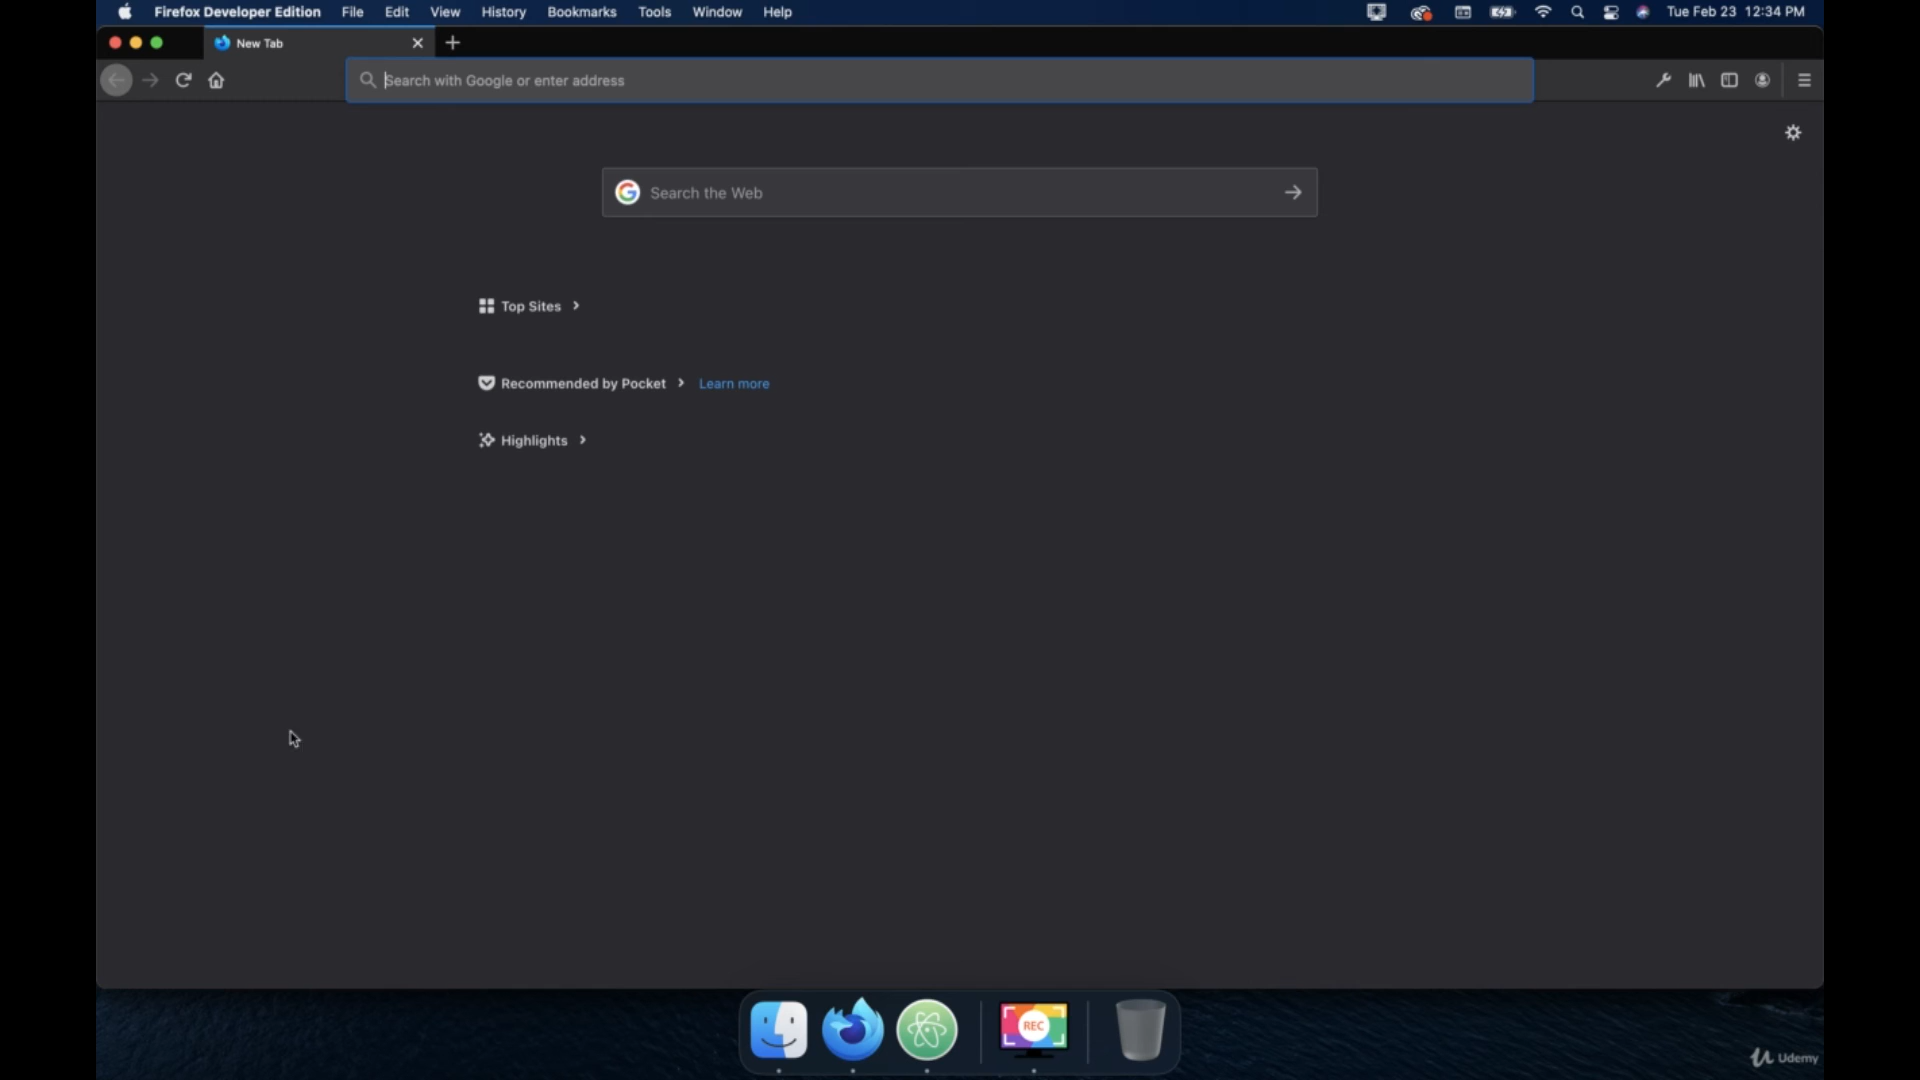 Firefox Developer Edition File Edit View History Bookmarks Tools Window Help Tue Feb 23 12:34 PM
New Tab
Search with Google or enter address
Search the Web
Top Sites
Recommended by Pocket Learn more
Highlights
REC
Udemy